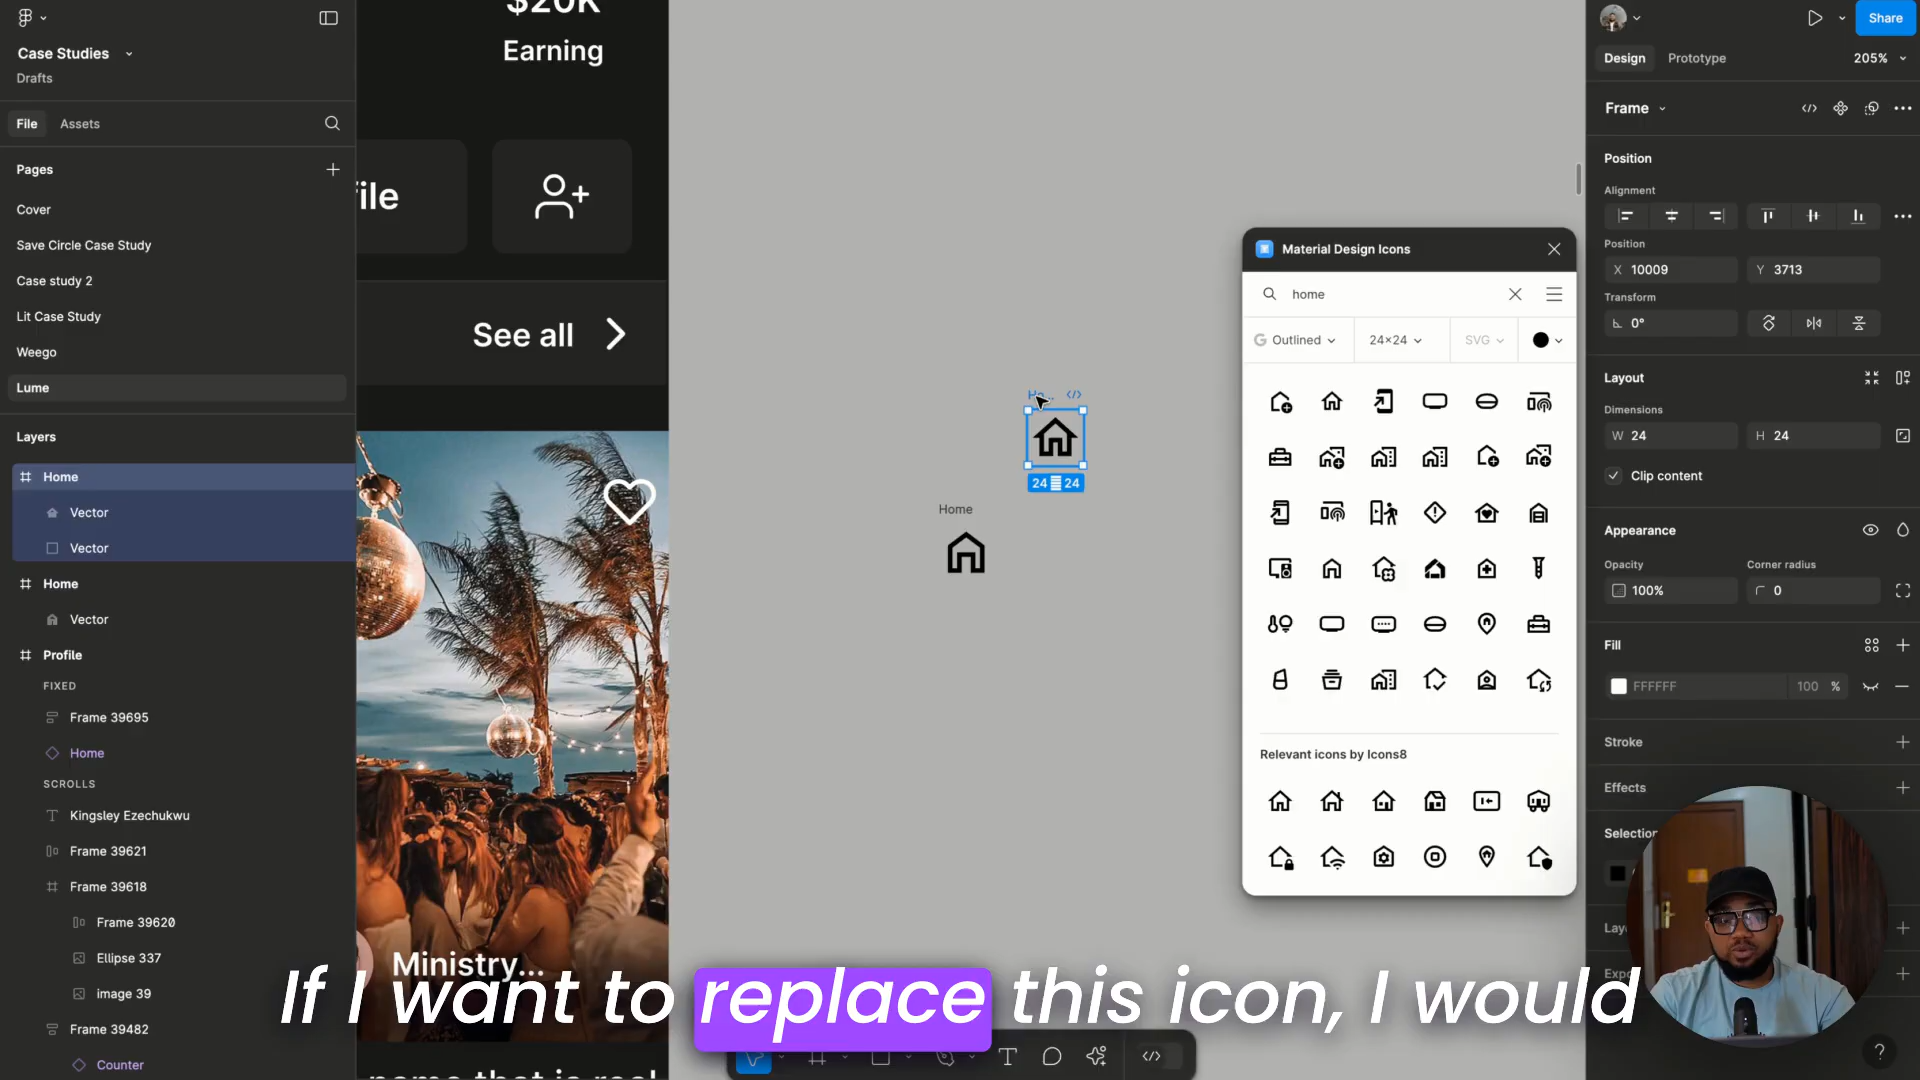 Case Studies
Drafts
File
Assets
Pages
Cover
Save Circle Case Study
Case study 2
Lit Case Study
Weego
Lume
Layers
Home
Vector
Vector
Home
Vector
Profile
FIXED
Frame 39695
Home
SCROLLS
Kingsley Ezechukwu
Frame 39621
Frame 39618
Frame 39620
Ellipse 337
image 39
Frame 39482
Counter
$20K
Earning
file
See all
Ministry...
Ho...
24
24
Home
Material Design Icons
home
Outlined
24×24
SVG
Relevant icons by Icons8
Share
Design
Prototype
205%
Frame
Position
Alignment
Position
X 10009
Y 3713
Transform
0°
Layout
Dimensions
W 24
H 24
Clip content
Appearance
Opacity
Corner radius
100%
0
Fill
FFFFFF
100 %
Stroke
Effects
If I want to replace this icon, I would